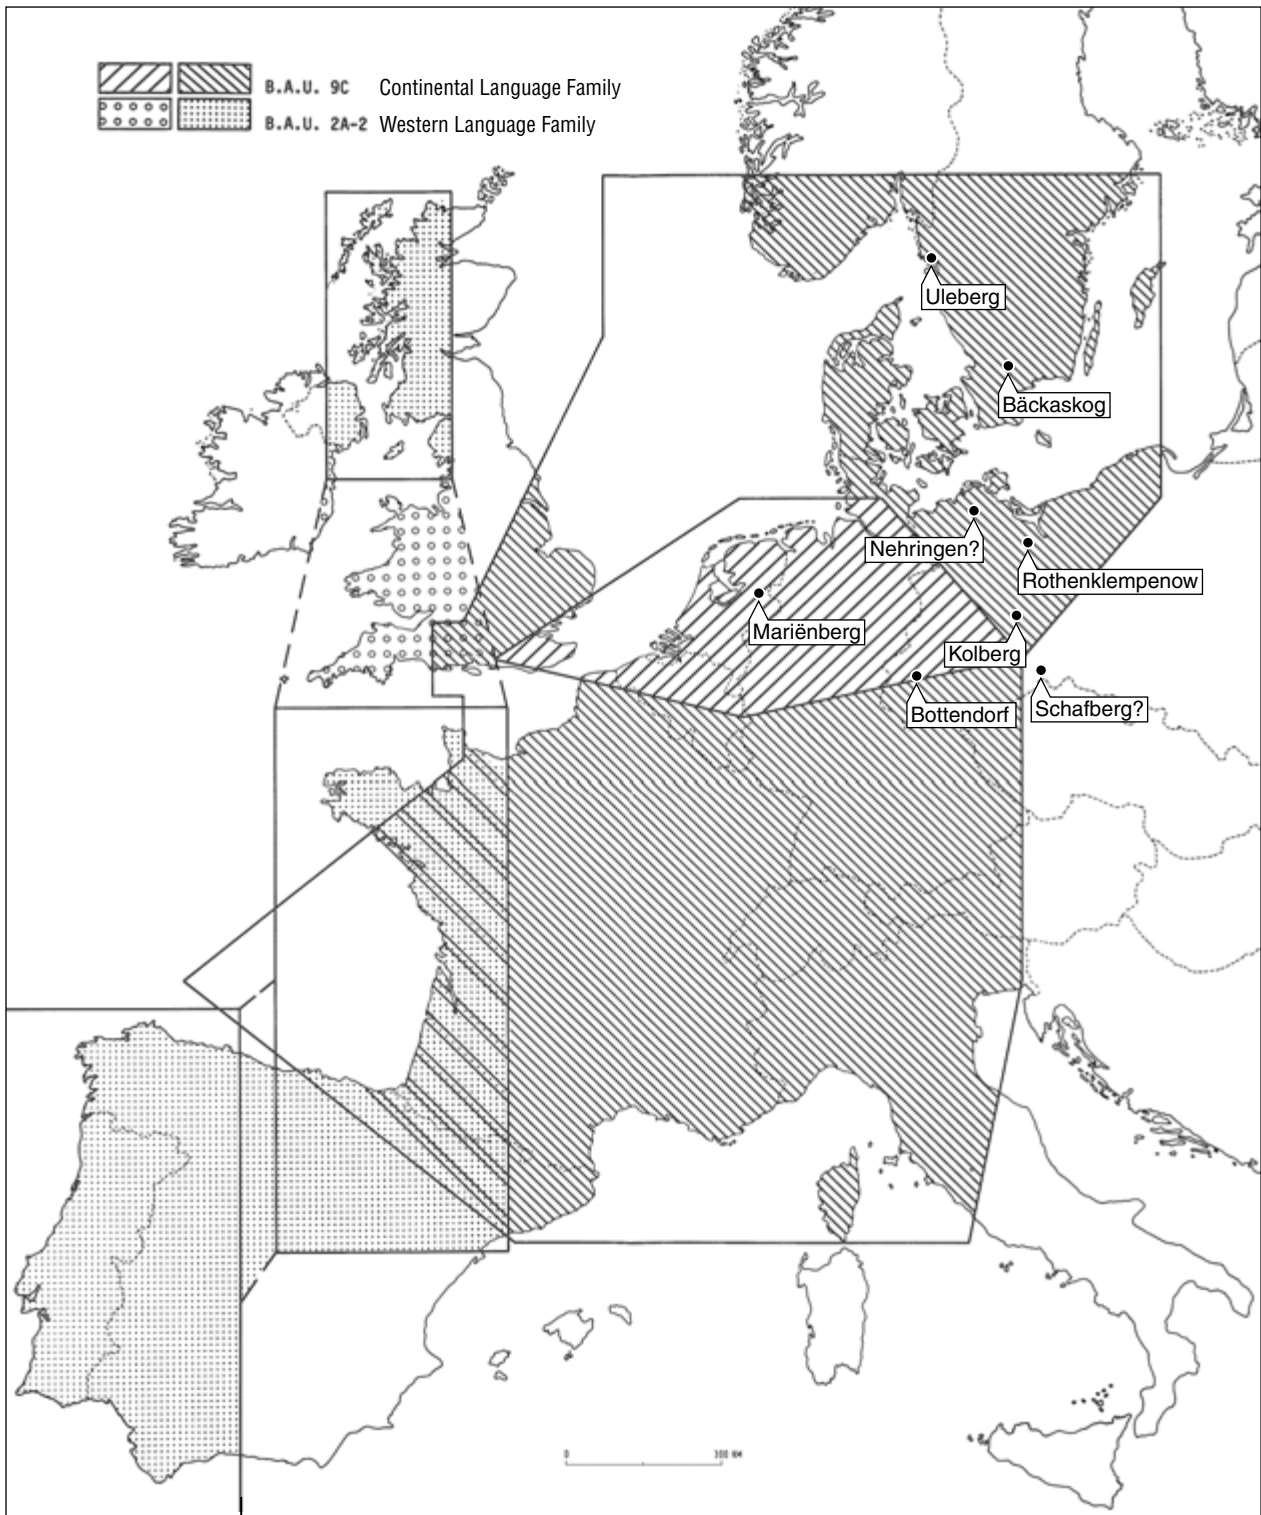 B.A.U. 9C Continental Language Family
B.A.U. 2A-2 Western Language Family
Uleberg
Bäckaskog
Nehringen?
Rothenklempenow
Mariënberg
Kolberg
Bottendorf
Schafberg?
0 300 KM